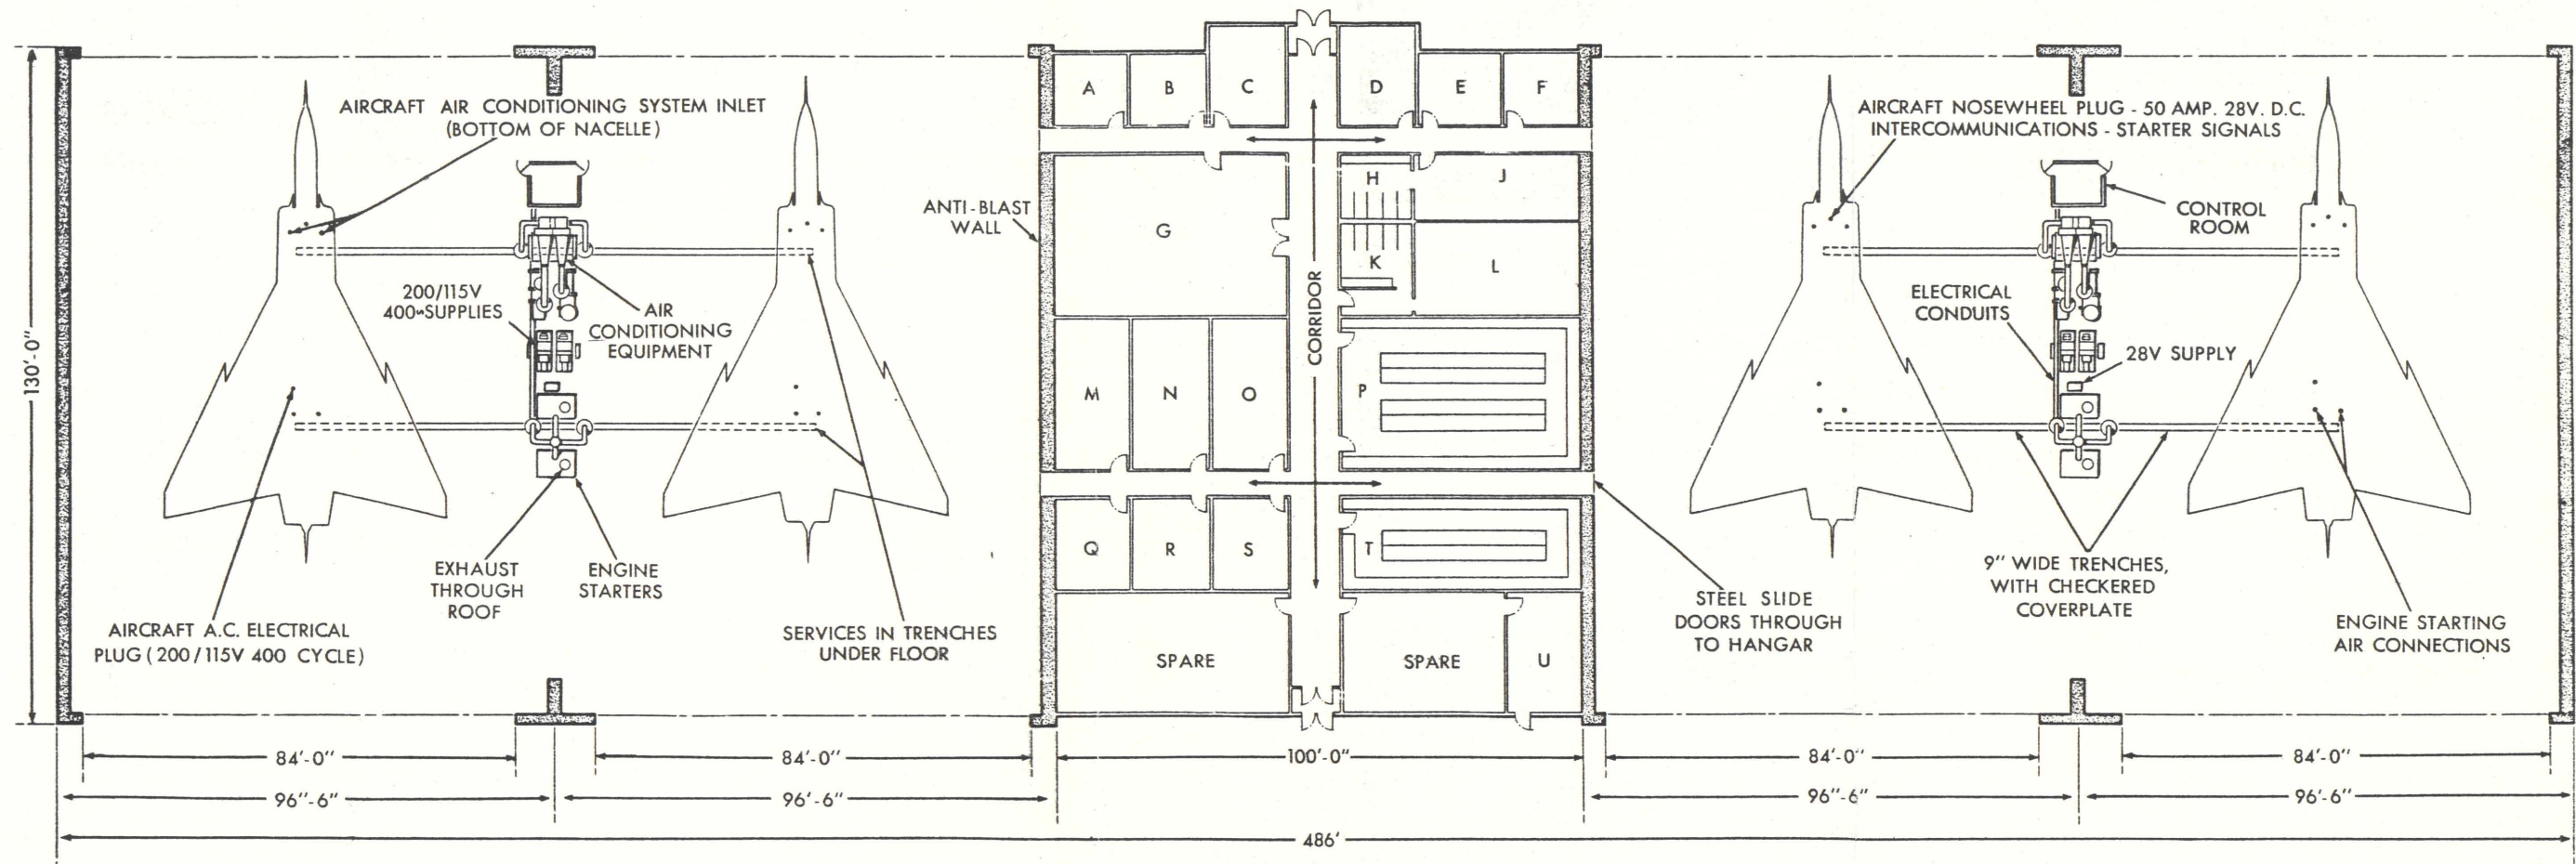 AIRCRAFT AIR CONDITIONING SYSTEM INLET
(BOTTOM OF NACELLE)
200/115V
400~SUPPLIES
AIR
CONDITIONING
EQUIPMENT
EXHAUST
THROUGH
ROOF
ENGINE
STARTERS
AIRCRAFT A.C. ELECTRICAL
PLUG (200/115V 400 CYCLE)
SERVICES IN TRENCHES
UNDER FLOOR
130'-0"
ANTI-BLAST
WALL
A
B
C
D
E
F
G
H
J
K
L
CORRIDOR
M
N
O
P
Q
R
S
T
SPARE
SPARE
U
AIRCRAFT NOSEWHEEL PLUG - 50 AMP. 28V. D.C.
INTERCOMMUNICATIONS - STARTER SIGNALS
CONTROL
ROOM
ELECTRICAL
CONDUITS
28V SUPPLY
9" WIDE TRENCHES,
WITH CHECKERED
COVERPLATE
STEEL SLIDE
DOORS THROUGH
TO HANGAR
ENGINE STARTING
AIR CONNECTIONS
84'-0"
84'-0"
100'-0"
84'-0"
84'-0"
96"-6"
96'-6"
96"-6"
96'-6"
486'